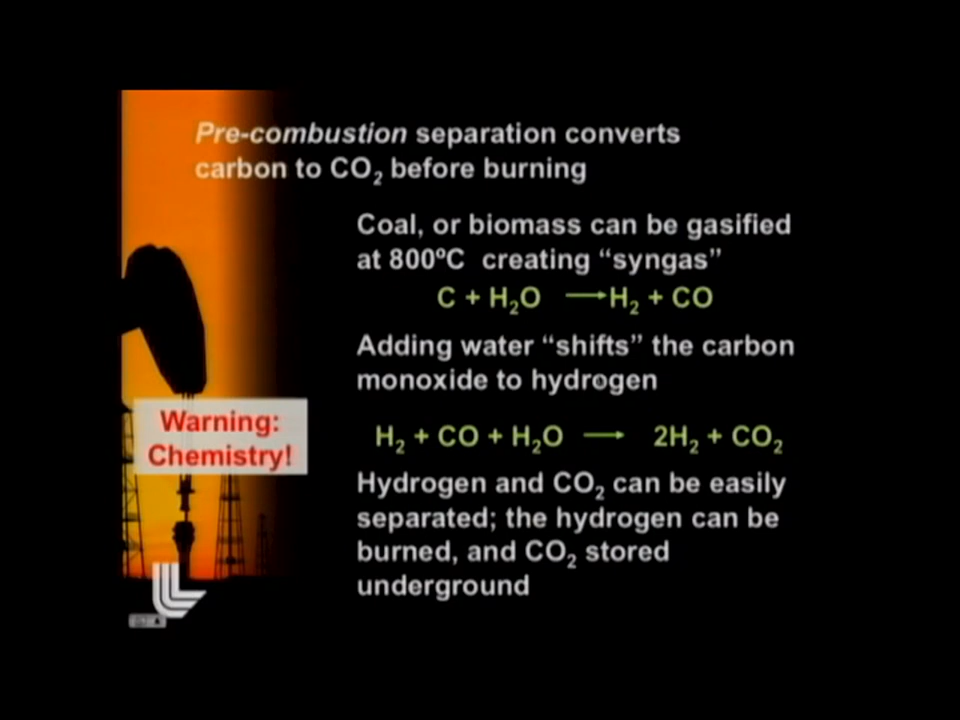 Pre-combustion separation converts
carbon to CO₂ before burning
Coal, or biomass can be gasified
at 800ºC creating “syngas”
C + H₂O ⟶ H₂ + CO
Adding water “shifts” the carbon
monoxide to hydrogen
H₂ + CO + H₂O ⟶ 2H₂ + CO₂
Warning:
Chemistry!
Hydrogen and CO₂ can be easily
separated; the hydrogen can be
burned, and CO₂ stored
underground